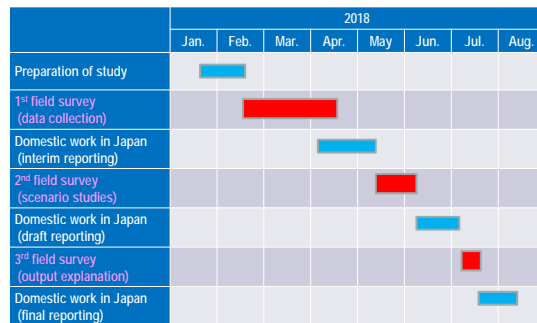 2018
Jan. Feb. Mar. Apr. May Jun. Jul. Aug.
Preparation of study
1st field survey
(data collection)
Domestic work in Japan
(interim reporting)
2nd field survey
(scenario studies)
Domestic work in Japan
(draft reporting)
3rd field survey
(output explanation)
Domestic work in Japan
(final reporting)